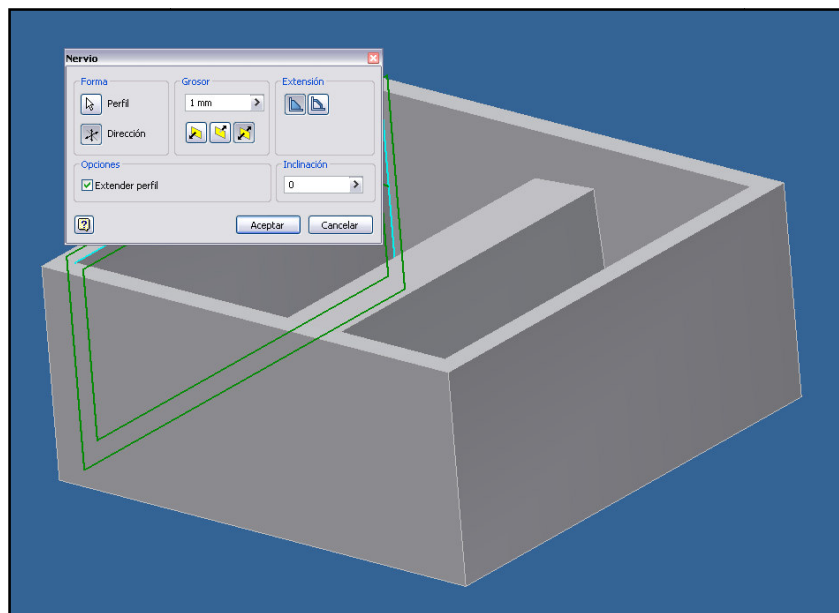 Nervio
Forma
Perfil
Dirección
Grosor
1 mm
Extensión
Opciones
Extender perfil
Inclinación
0
Aceptar
Cancelar